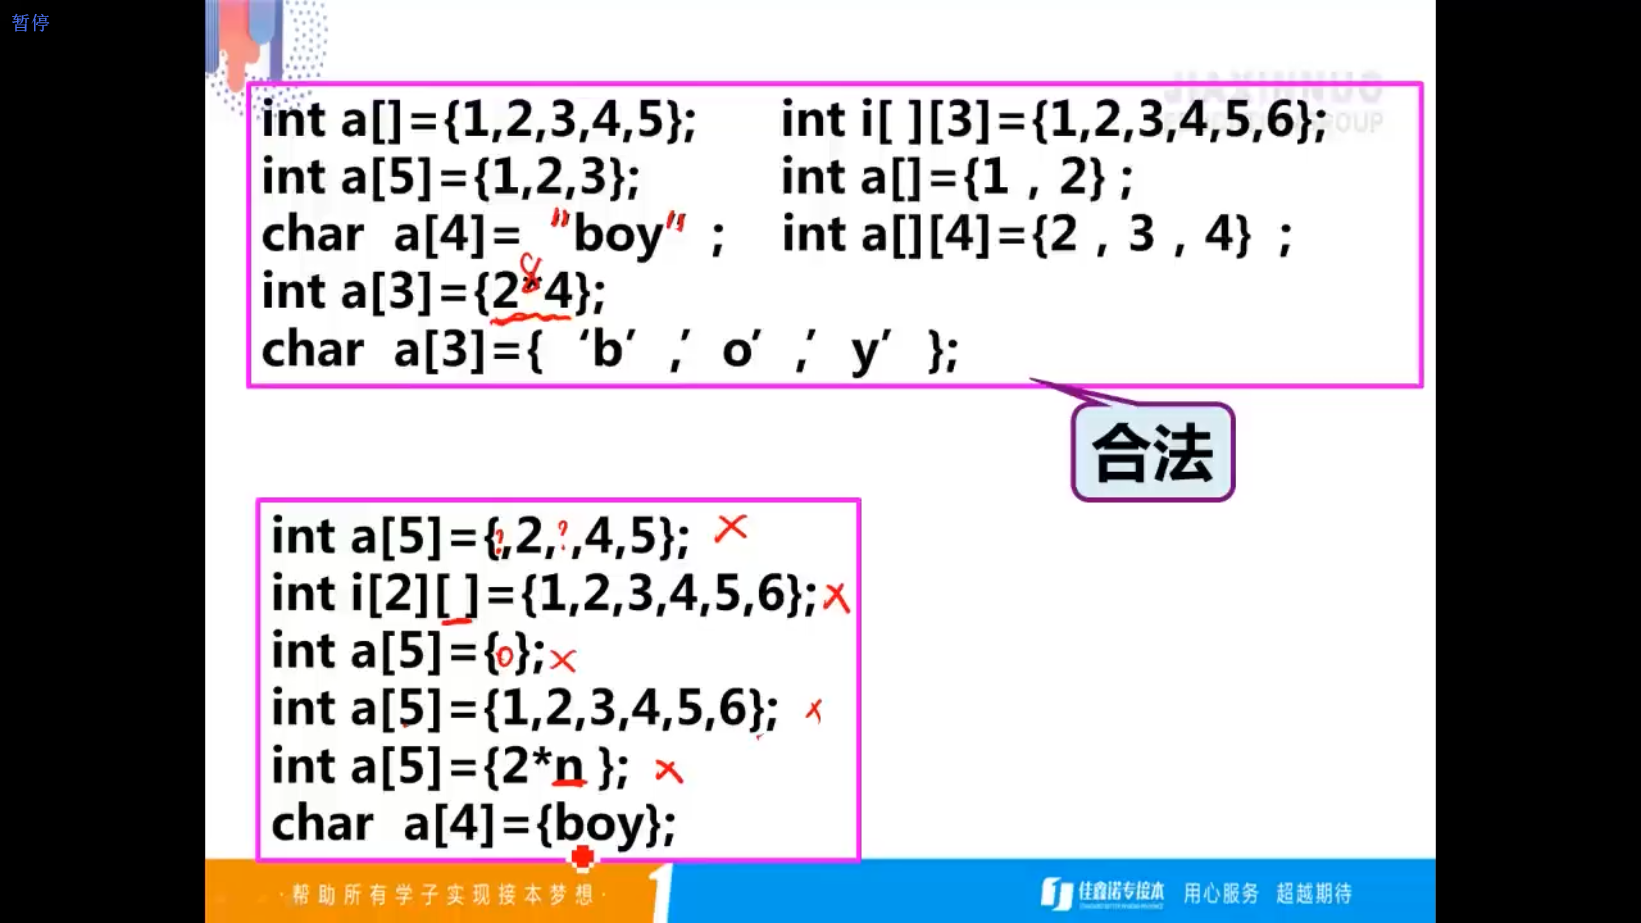 暂停
JIAXINNUO
int a[]={1,2,3,4,5}; int i[ ][3]={1,2,3,4,5,6};
GROUP
int a[5]={1,2,3}; int a[]={1 , 2} ;
char a[4]= "boy" ; int a[][4]={2 , 3 , 4} ;
8
int a[3]={2*4};
char a[3]={ ‘b’ ,’ o’ ,’ y’ };
合法
int a[5]={?,2,?,4,5}; ×
int i[2][ ]={1,2,3,4,5,6}; ×
int a[5]={0}; ×
int a[5]={1,2,3,4,5,6}; ×
int a[5]={2*n }; ×
char a[4]={boy};
·帮助所有学子实现接本梦想· 1 佳鑫诺专接本 用心服务 超越期待